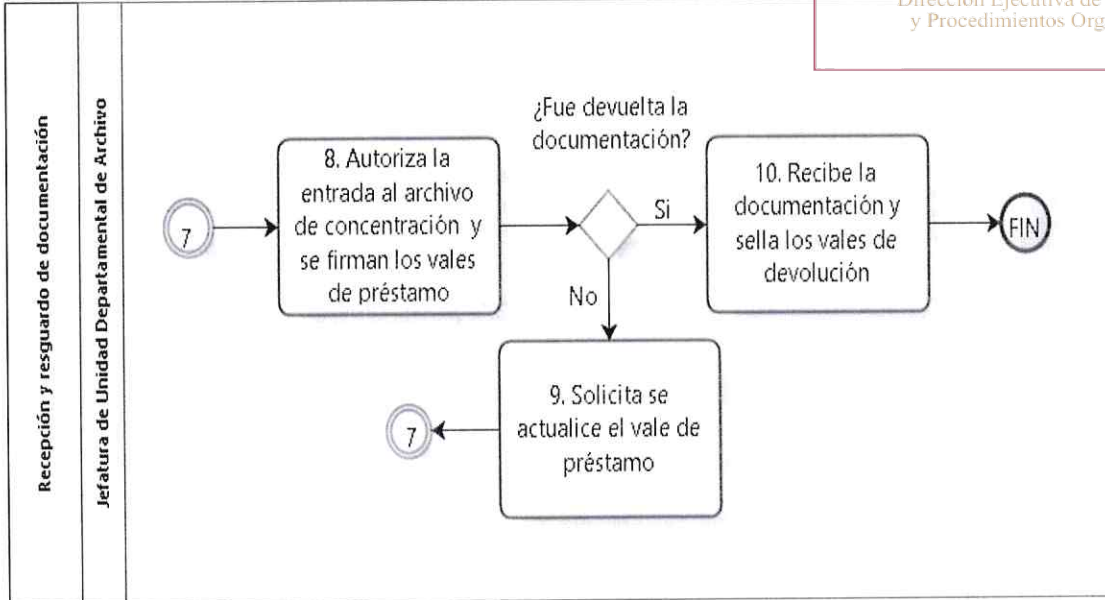 Dirección Ejecutiva de
y Procedimientos Org
Recepción y resguardo de documentación
Jefatura de Unidad Departamental de Archivo
7
8. Autoriza la
entrada al archivo
de concentración y
se firman los vales
de préstamo
¿Fue devuelta la
documentación?
Si
10. Recibe la
documentación y
sella los vales de
devolución
FIN
No
9. Solicita se
actualice el vale de
préstamo
7